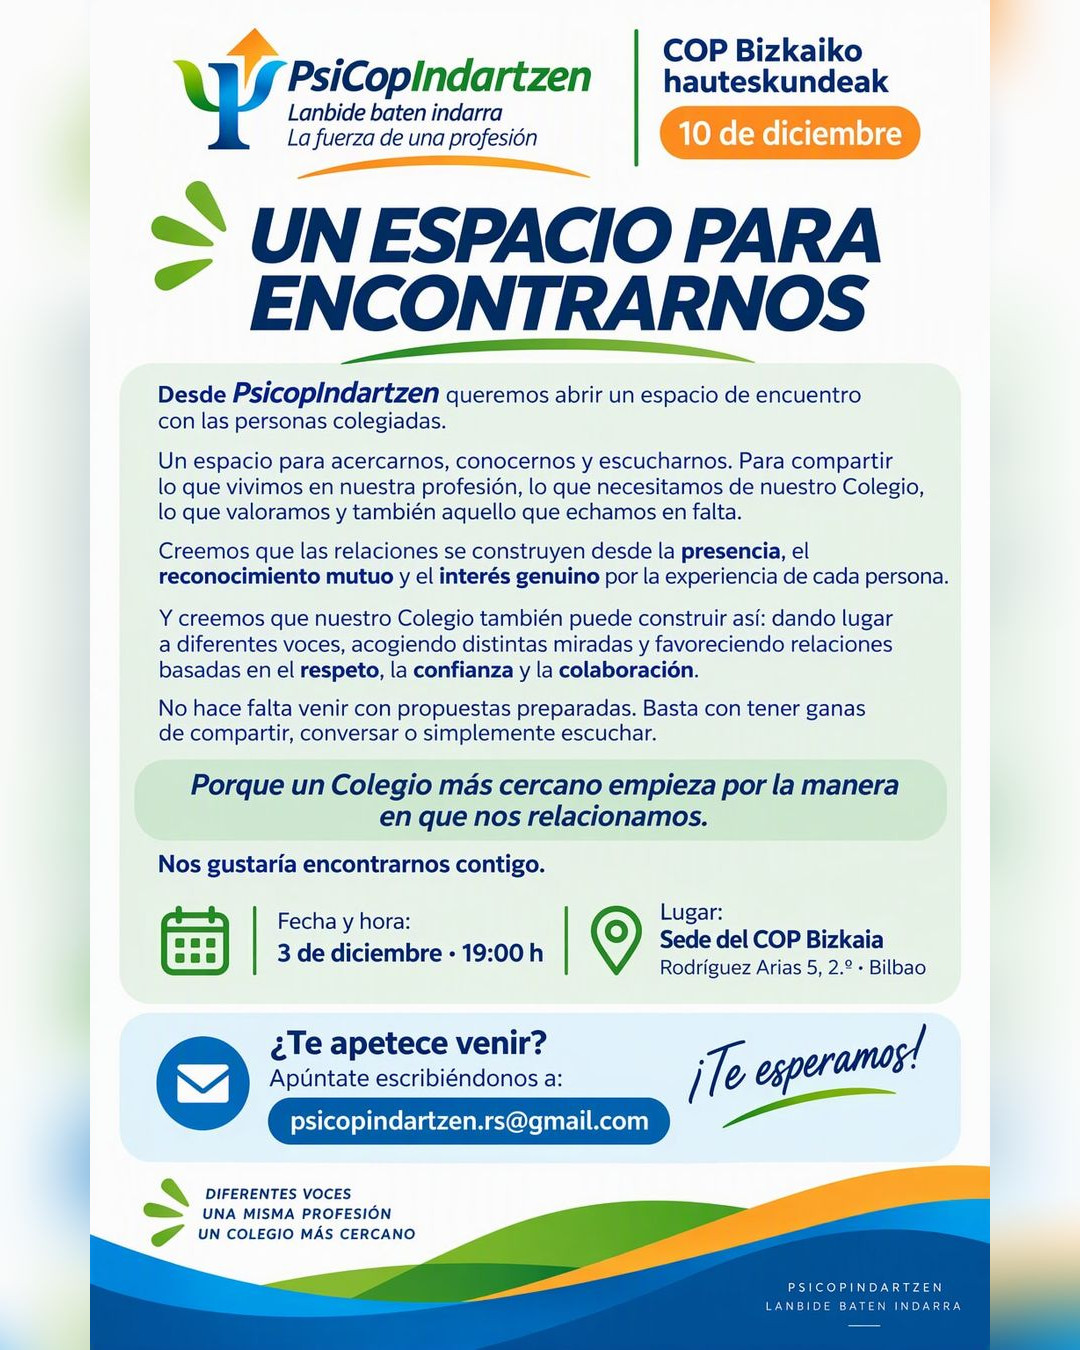 PsiCopIndartzen
Lanbide baten indarra
La fuerza de una profesión
COP Bizkaiko
hauteskundeak
10 de diciembre
UN ESPACIO PARA
ENCONTRARNOS
Desde PsicopIndartzen queremos abrir un espacio de encuentro
con las personas colegiadas.
Un espacio para acercarnos, conocernos y escucharnos. Para compartir
lo que vivimos en nuestra profesión, lo que necesitamos de nuestro Colegio,
lo que valoramos y también aquello que echamos en falta.
Creemos que las relaciones se construyen desde la presencia, el
reconocimiento mutuo y el interés genuino por la experiencia de cada persona.
Y creemos que nuestro Colegio también puede construir así: dando lugar
a diferentes voces, acogiendo distintas miradas y favoreciendo relaciones
basadas en el respeto, la confianza y la colaboración.
No hace falta venir con propuestas preparadas. Basta con tener ganas
de compartir, conversar o simplemente escuchar.
Porque un Colegio más cercano empieza por la manera
en que nos relacionamos.
Nos gustaría encontrarnos contigo.
Fecha y hora:
3 de diciembre • 19:00 h
Lugar:
Sede del COP Bizkaia
Rodríguez Arias 5, 2.º • Bilbao
¿Te apetece venir?
Apúntate escribiéndonos a:
psicopindartzen.rs@gmail.com
¡Te esperamos!
DIFERENTES VOCES
UNA MISMA PROFESIÓN
UN COLEGIO MÁS CERCANO
PSICOPINDARTZEN
LANBIDE BATEN INDARRA